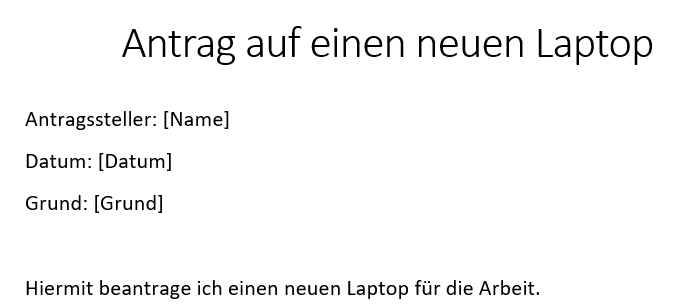 Antrag auf einen neuen Laptop
Antragssteller: [Name]
Datum: [Datum]
Grund: [Grund]
Hiermit beantrage ich einen neuen Laptop für die Arbeit.